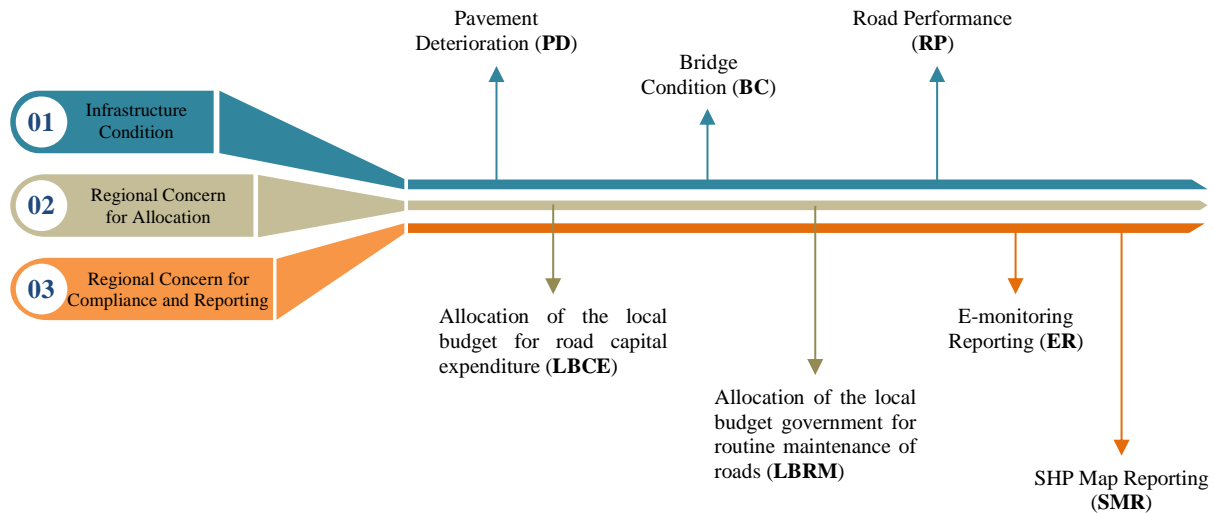 Pavement
Deterioration (PD)
Bridge
Condition (BC)
Road Performance
(RP)
01
Infrastructure
Condition
02
Regional Concern
for Allocation
03
Regional Concern for
Compliance and Reporting
Allocation of the local
budget for road capital
expenditure (LBCE)
Allocation of the local
budget government for
routine maintenance of
roads (LBRM)
E-monitoring
Reporting (ER)
SHP Map Reporting
(SMR)